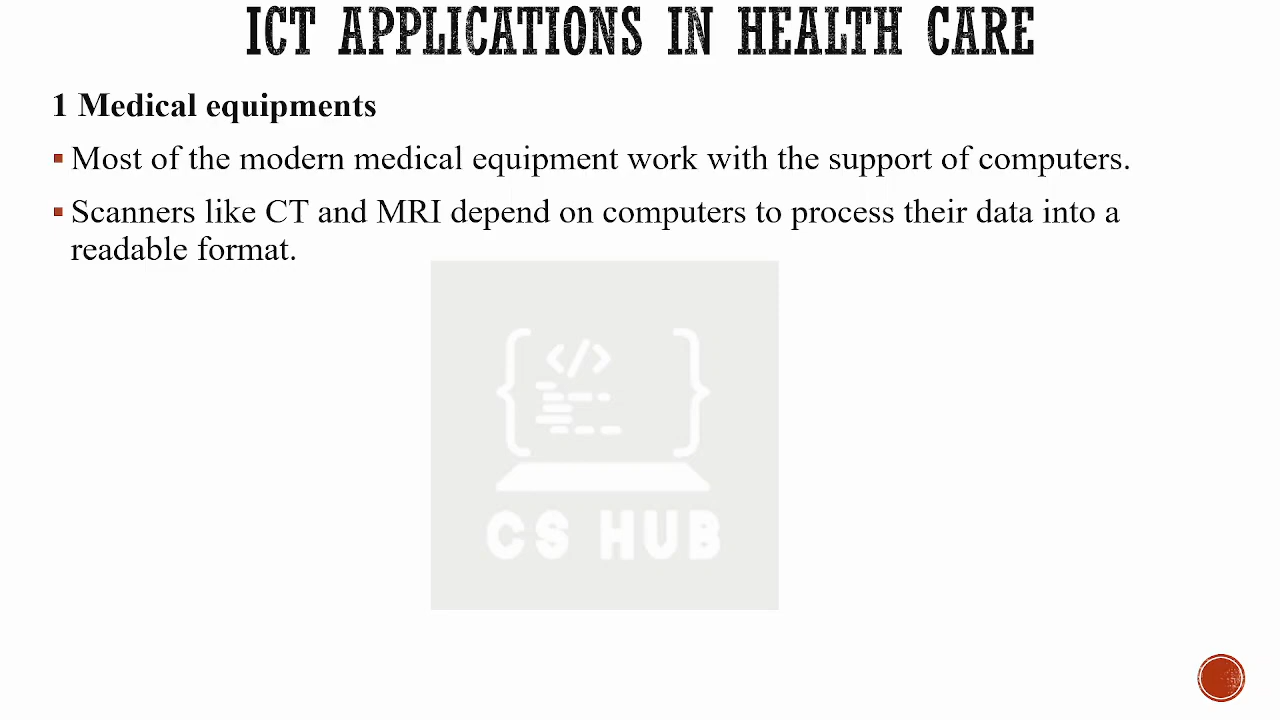 ICT APPLICATIONS IN HEALTH CARE
1 Medical equipments
▪ Most of the modern medical equipment work with the support of computers.
▪ Scanners like CT and MRI depend on computers to process their data into a
readable format.
{</> }
CS HUB